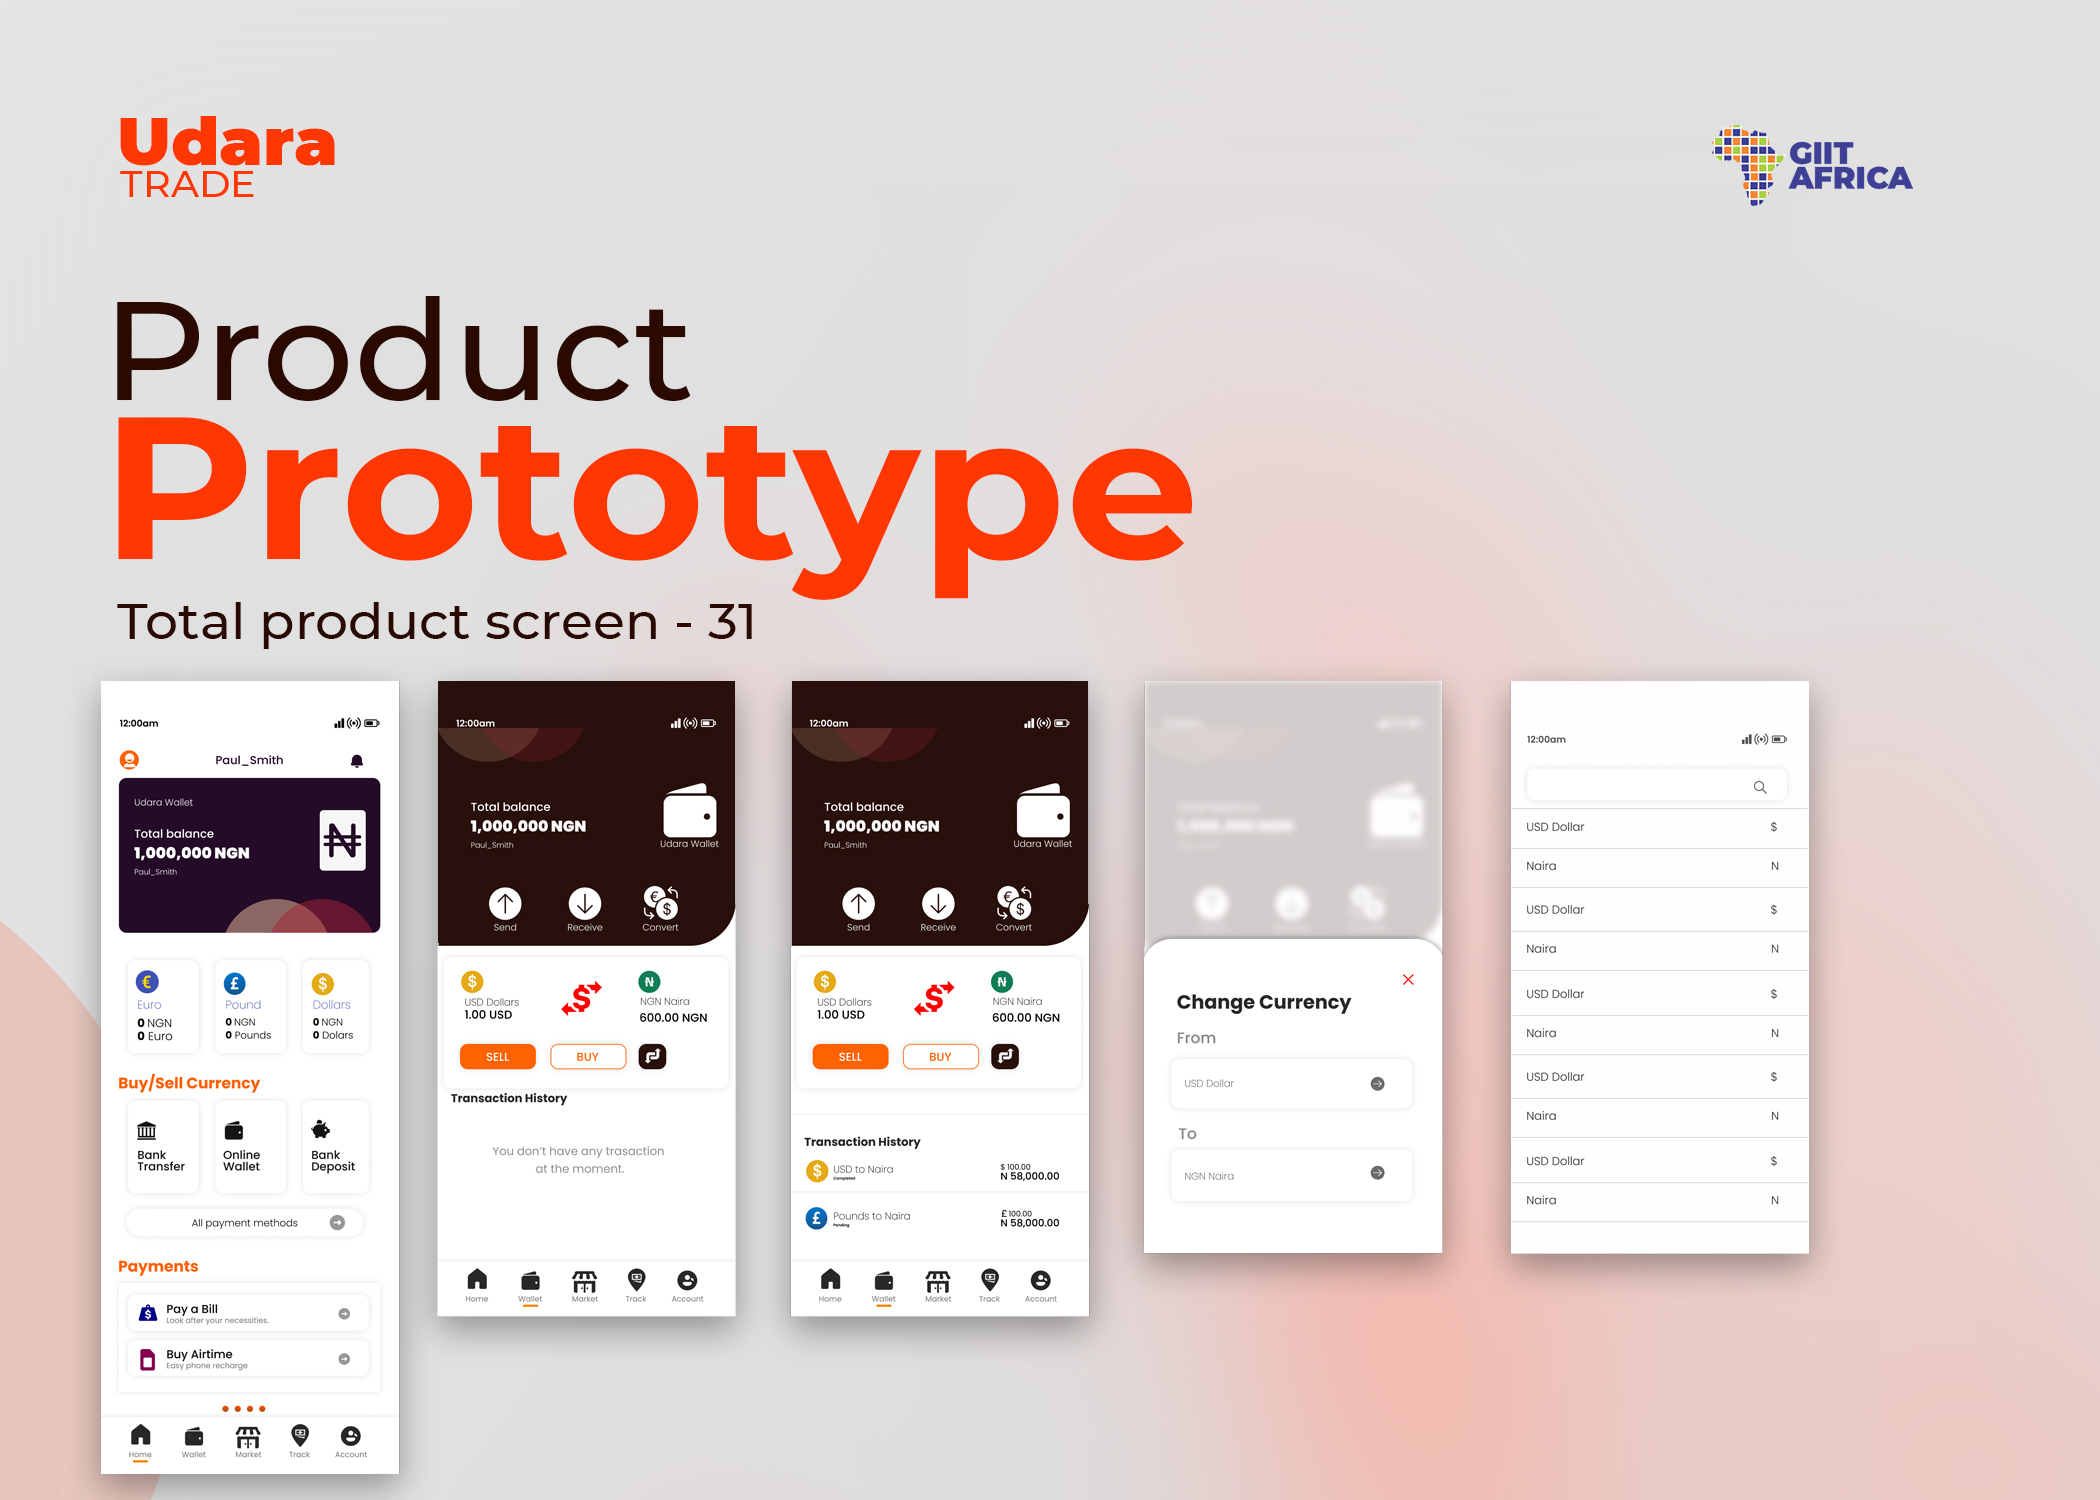 Udara
TRADE
GIIT
AFRICA
Product
Prototype
Total product screen - 31
12:00am
Paul_Smith
Udara Wallet
Total balance
1,000,000 NGN
Paul_Smith
Euro
0 NGN
0 Euro
Pound
0 NGN
0 Pounds
Dollars
0 NGN
0 Dolars
Buy/Sell Currency
Bank
Transfer
Online
Wallet
Bank
Deposit
All payment methods
Payments
Pay a Bill
Look after your necessities.
Buy Airtime
Easy phone recharge
Home
Wallet
Market
Track
Account
12:00am
Total balance
1,000,000 NGN
Paul_Smith
Udara Wallet
Send
Receive
Convert
USD Dollars
1.00 USD
NGN Naira
600.00 NGN
SELL
BUY
Transaction History
You don't have any trasaction
at the moment.
Home
Wallet
Market
Track
Account
12:00am
Total balance
1,000,000 NGN
Paul_Smith
Udara Wallet
Send
Receive
Convert
USD Dollars
1.00 USD
NGN Naira
600.00 NGN
SELL
BUY
Transaction History
USD to Naira
Completed
$ 100.00
N 58,000.00
Pounds to Naira
Pending
£ 100.00
N 58,000.00
Home
Wallet
Market
Track
Account
Total balance
1,000,000 NGN
Change Currency
From
USD Dollar
To
NGN Naira
12:00am
USD Dollar $
Naira N
USD Dollar $
Naira N
USD Dollar $
Naira N
USD Dollar $
Naira N
USD Dollar $
Naira N